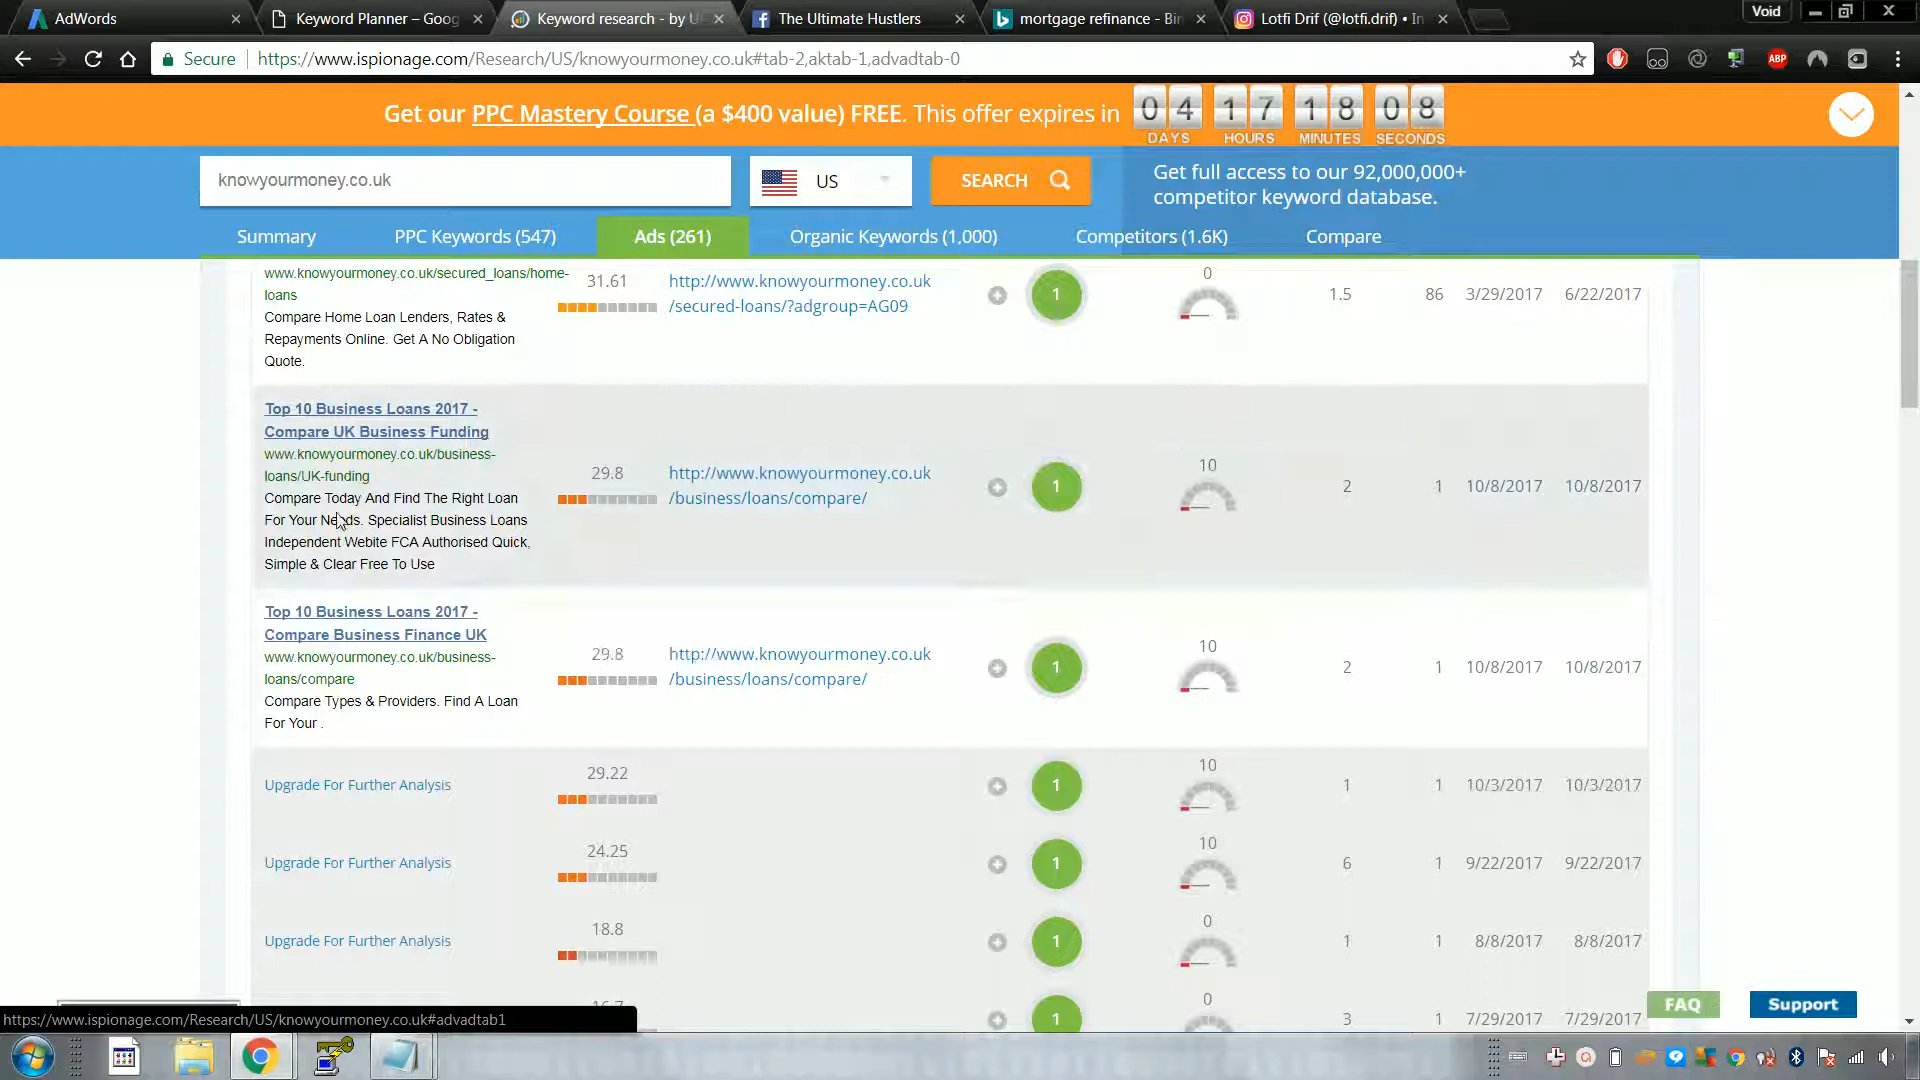 AdWords
Keyword Planner – Goog
Keyword research - by U
The Ultimate Hustlers
mortgage refinance - Bin
Lotfi Drif (@lotfi.drif) • In
Void
Secure
https://www.ispionage.com/Research/US/knowyourmoney.co.uk#tab-2,aktab-1,advadtab-0
ABP
Get our PPC Mastery Course (a $400 value) FREE. This offer expires in
04 17 18 08
DAYS HOURS MINUTES SECONDS
knowyourmoney.co.uk
US
SEARCH
Get full access to our 92,000,000+
competitor keyword database.
Summary
PPC Keywords (547)
Ads (261)
Organic Keywords (1,000)
Competitors (1.6K)
Compare
www.knowyourmoney.co.uk/secured_loans/home-
loans
Compare Home Loan Lenders, Rates &
Repayments Online. Get A No Obligation
Quote.
31.61
http://www.knowyourmoney.co.uk
/secured-loans/?adgroup=AG09
1
0
1.5
86
3/29/2017
6/22/2017
Top 10 Business Loans 2017 -
Compare UK Business Funding
www.knowyourmoney.co.uk/business-
loans/UK-funding
Compare Today And Find The Right Loan
For Your Needs. Specialist Business Loans
Independent Webite FCA Authorised Quick,
Simple & Clear Free To Use
29.8
http://www.knowyourmoney.co.uk
/business/loans/compare/
1
10
2
1
10/8/2017
10/8/2017
Top 10 Business Loans 2017 -
Compare Business Finance UK
www.knowyourmoney.co.uk/business-
loans/compare
Compare Types & Providers. Find A Loan
For Your .
29.8
http://www.knowyourmoney.co.uk
/business/loans/compare/
1
10
2
1
10/8/2017
10/8/2017
Upgrade For Further Analysis
29.22
1
10
1
1
10/3/2017
10/3/2017
Upgrade For Further Analysis
24.25
1
10
6
1
9/22/2017
9/22/2017
Upgrade For Further Analysis
18.8
1
0
1
1
8/8/2017
8/8/2017
16.7
1
0
3
1
7/29/2017
7/29/2017
FAQ
Support
https://www.ispionage.com/Research/US/knowyourmoney.co.uk#advadtab1